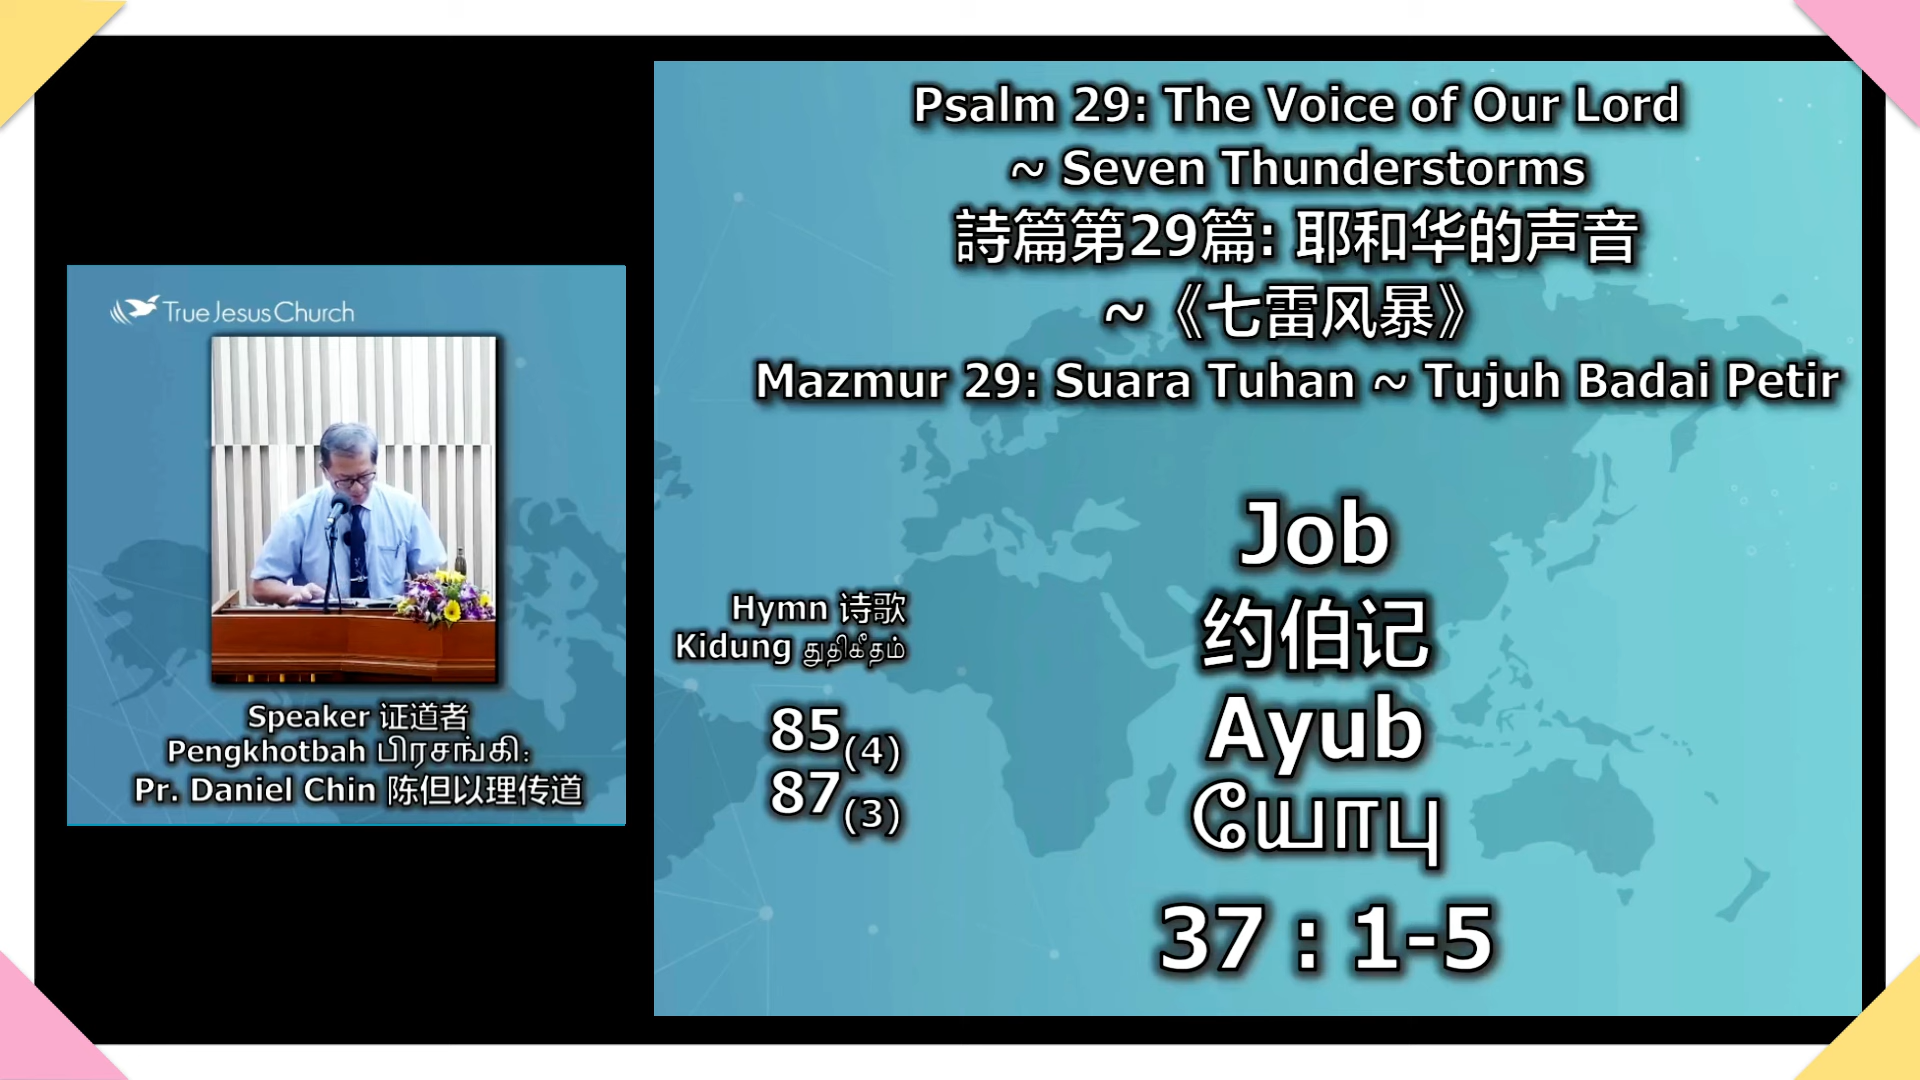 Psalm 29: The Voice of Our Lord
~ Seven Thunderstorms
詩篇第29篇: 耶和华的声音
~《七雷风暴》
Mazmur 29: Suara Tuhan ~ Tujuh Badai Petir
True Jesus Church
Speaker 证道者
Pengkhotbah பிரசங்கி:
Pr. Daniel Chin 陈但以理传道
Hymn 诗歌
Kidung துதிகீதம்
85(4)
87(3)
Job
约伯记
Ayub
யோபு
37 : 1-5